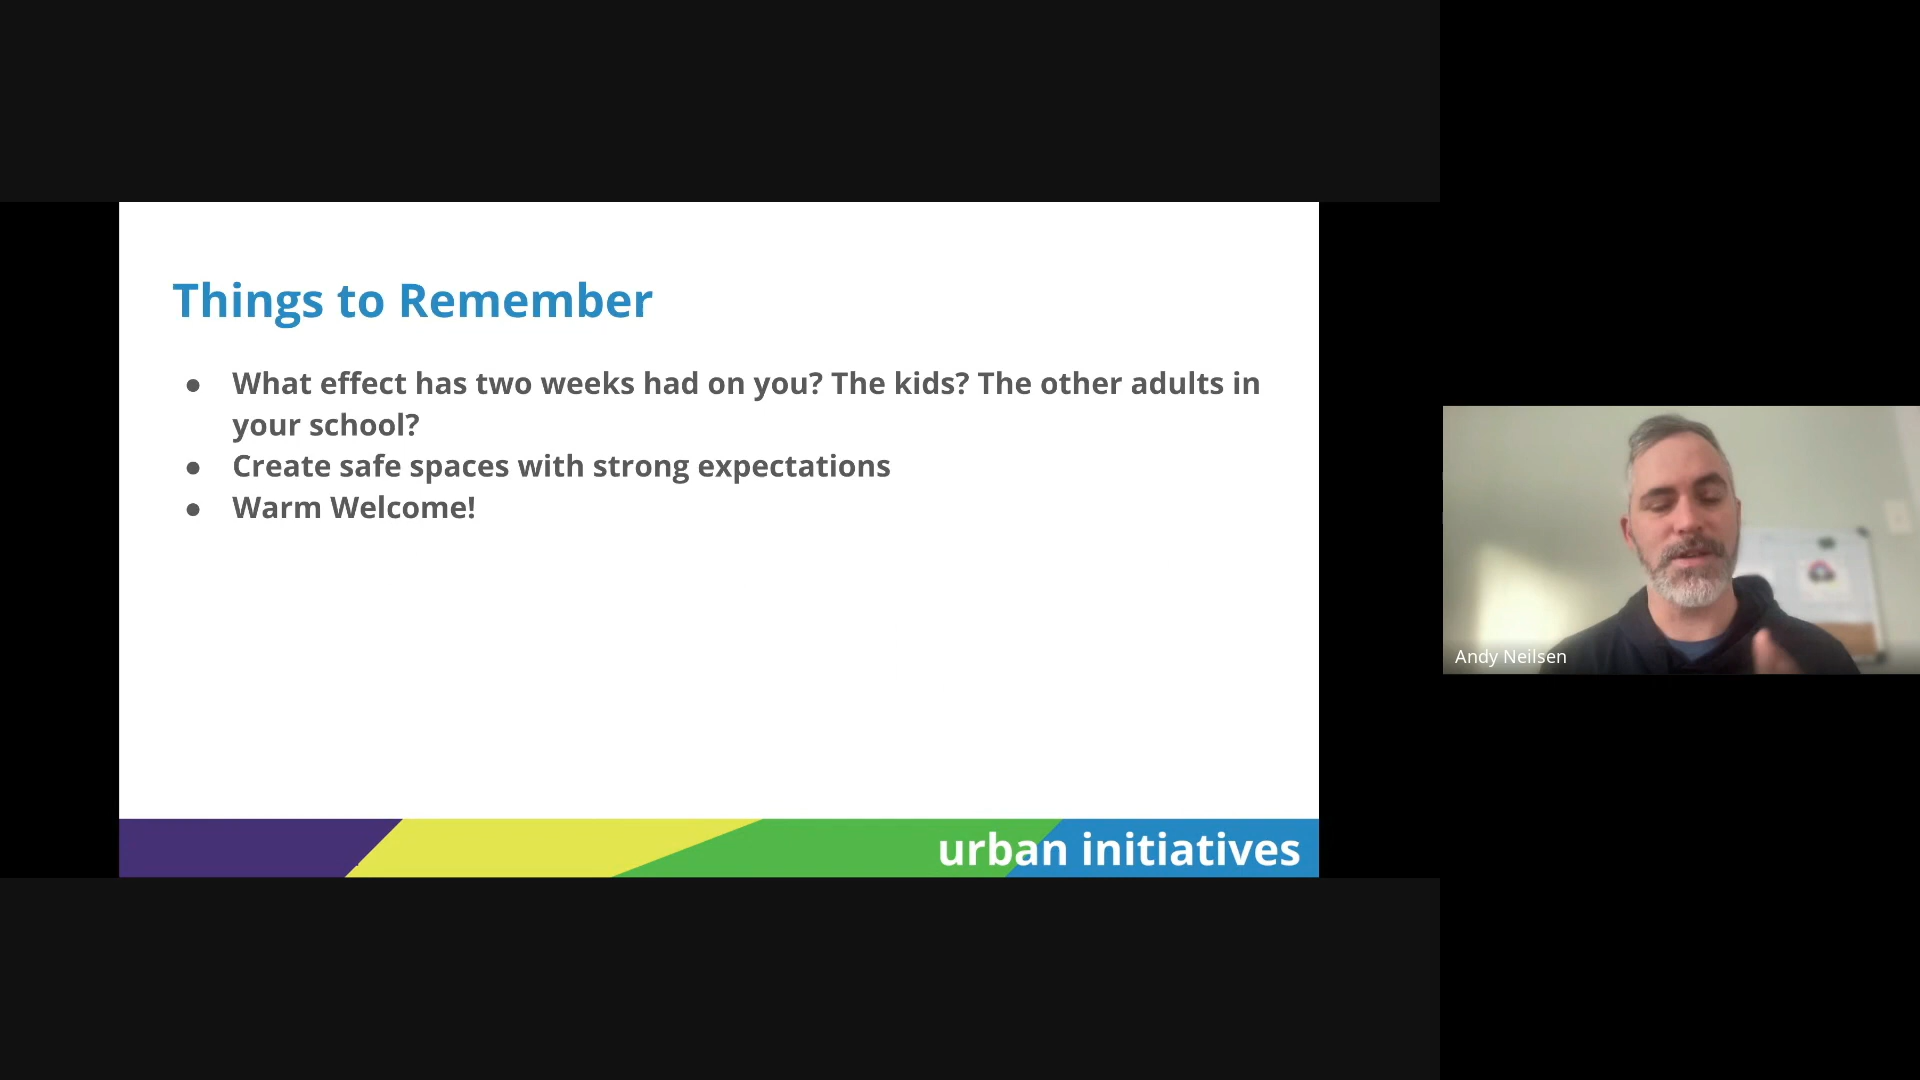 Things to Remember
● What effect has two weeks had on you? The kids? The other adults in
your school?
● Create safe spaces with strong expectations
● Warm Welcome!
urban initiatives
Andy Neilsen